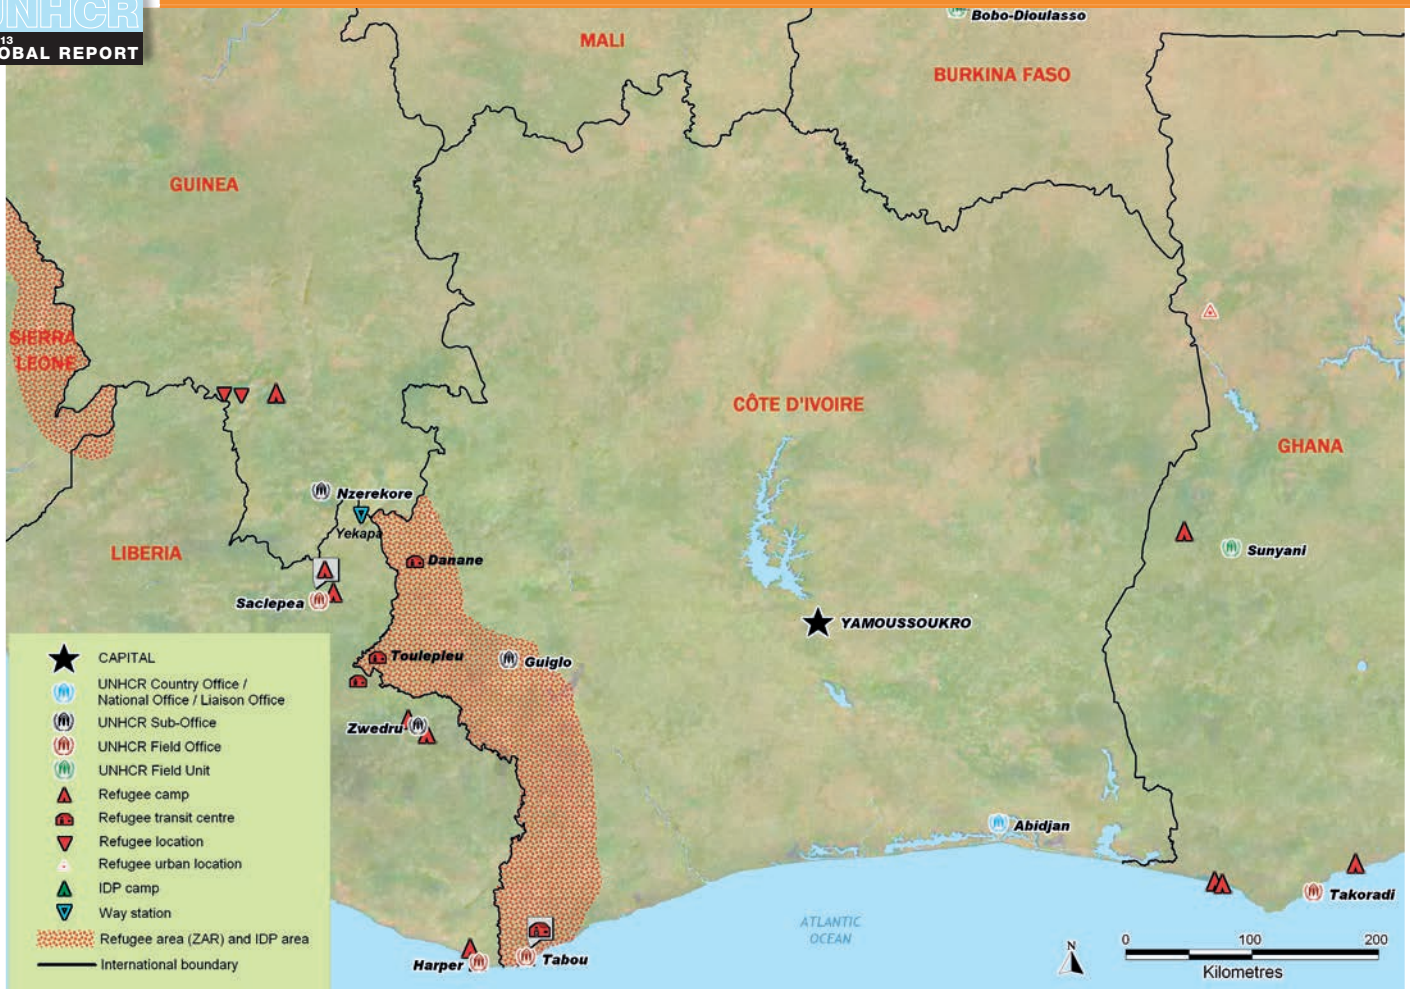 UNHCR
13
OBAL REPORT
Bobo-Dioulasso
MALI
BURKINA FASO
GUINEA
SIERRA
LEONE
CÔTE D'IVOIRE
GHANA
Nzerekore
Yekapa
LIBERIA
Danane
Sunyani
Saclepea
YAMOUSSOUKRO
Toulepleu
Guiglo
Zwedru
Abidjan
Takoradi
ATLANTIC
OCEAN
Harper
Tabou
CAPITAL
UNHCR Country Office /
National Office / Liaison Office
UNHCR Sub-Office
UNHCR Field Office
UNHCR Field Unit
Refugee camp
Refugee transit centre
Refugee location
Refugee urban location
IDP camp
Way station
Refugee area (ZAR) and IDP area
International boundary
N
0 100 200
Kilometres